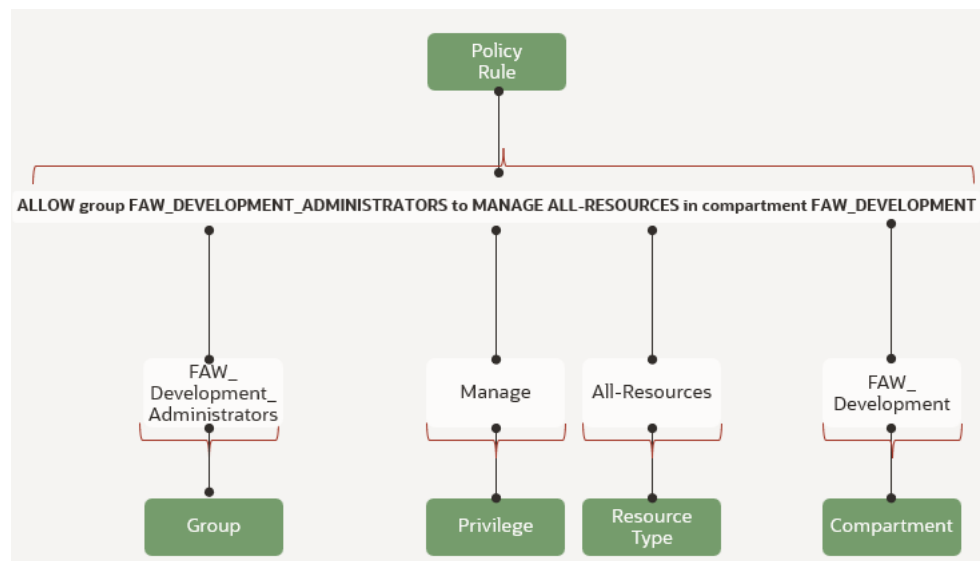 Policy
Rule
ALLOW group FAW_DEVELOPMENT_ADMINISTRATORS to MANAGE ALL-RESOURCES in compartment FAW_DEVELOPMENT
FAW_
Development_
Administrators
Manage
All-Resources
FAW_
Development
Group
Privilege
Resource
Type
Compartment